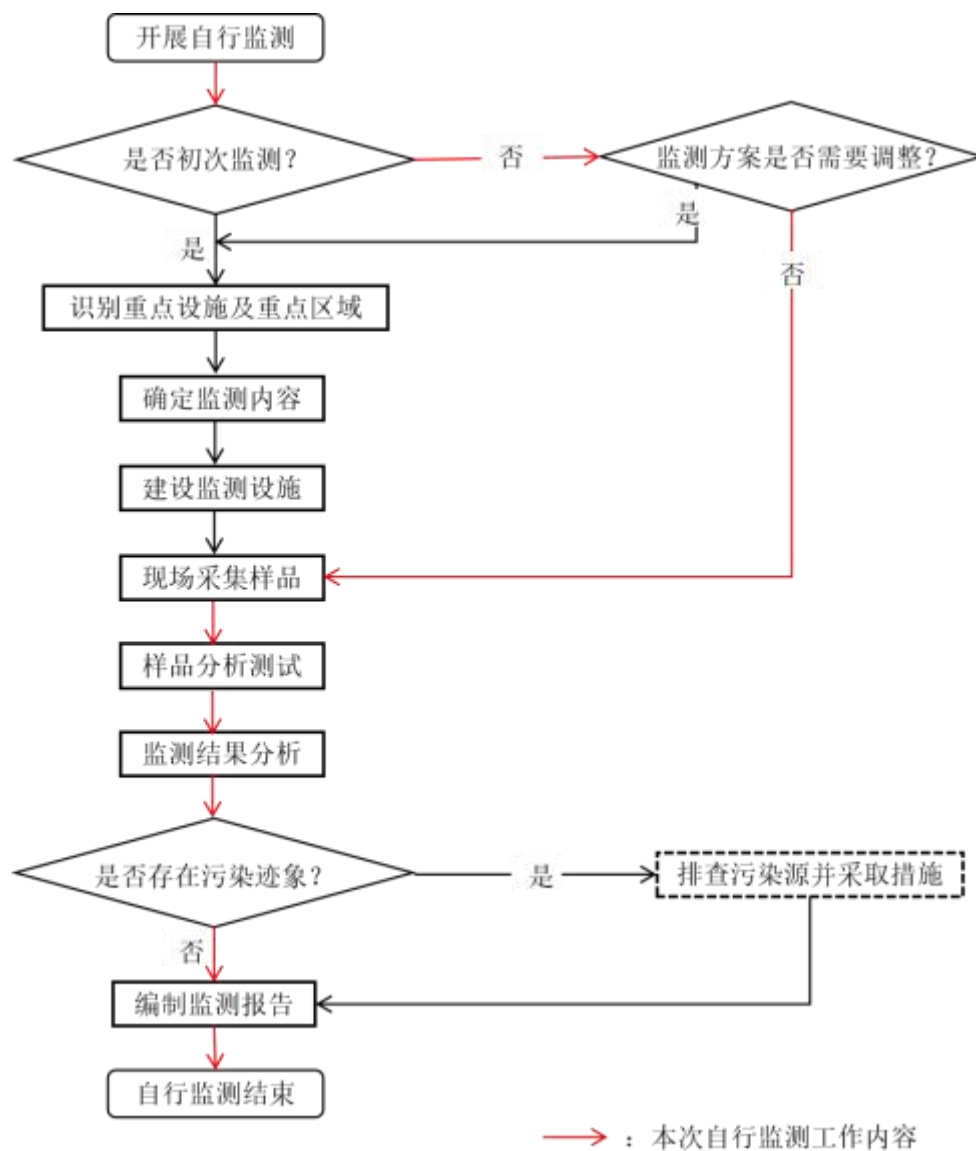 开展自行监测
是否初次监测？
否
监测方案是否需要调整？
是
是
否
识别重点设施及重点区域
确定监测内容
建设监测设施
现场采集样品
样品分析测试
监测结果分析
是否存在污染迹象？
是
排查污染源并采取措施
否
编制监测报告
自行监测结束
：本次自行监测工作内容